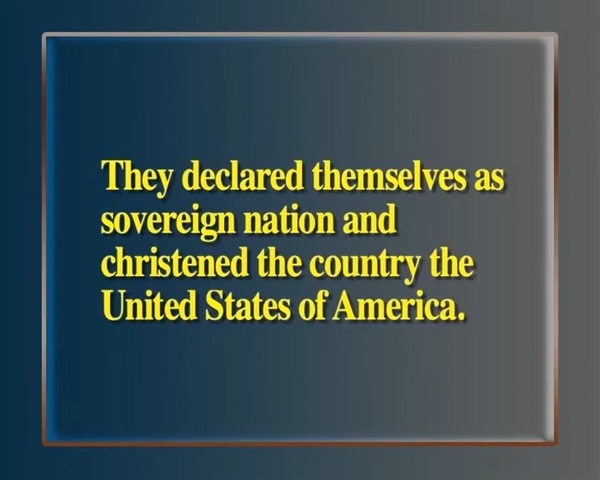 They declared themselves as
sovereign nation and
christened the country the
United States of America.